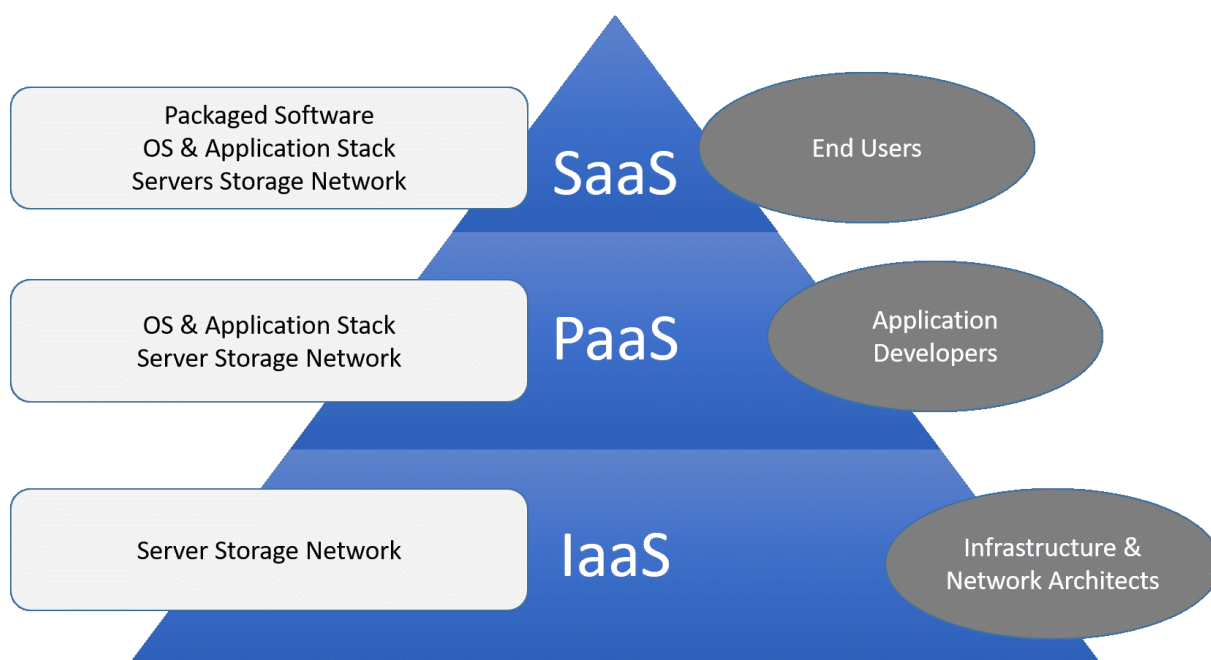 Packaged Software
OS & Application Stack
Servers Storage Network
SaaS
End Users
OS & Application Stack
Server Storage Network
PaaS
Application
Developers
Server Storage Network
IaaS
Infrastructure &
Network Architects